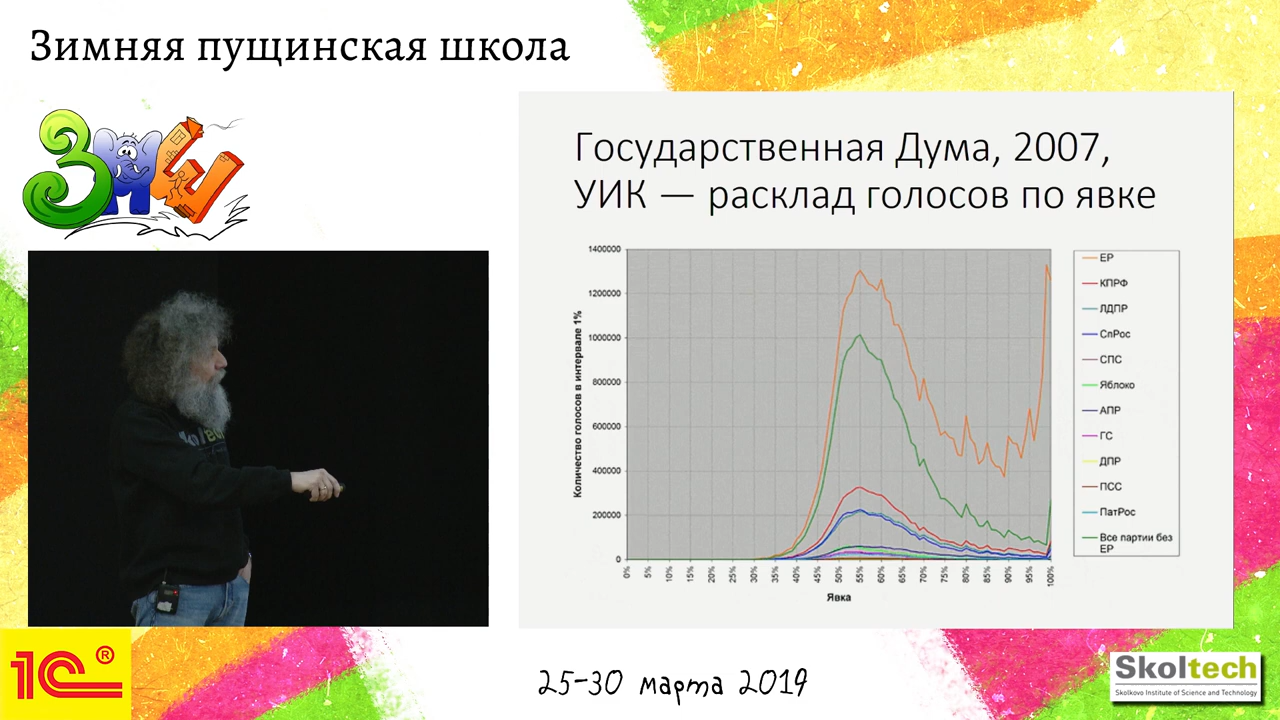 Зимняя пущинская школа
ЗПШ
Государственная Дума, 2007,
УИК — расклад голосов по явке
Количество голосов в интервале 1%
1400000
1200000
1000000
800000
600000
400000
200000
0
0%
5%
10%
15%
20%
25%
30%
35%
40%
45%
50%
55%
60%
65%
70%
75%
80%
85%
90%
95%
100%
Явка
ЕР
КПРФ
ЛДПР
СпРос
СПС
Яблоко
АПР
ГС
ДПР
ПСС
ПатРос
Все партии без
ЕР
1С®
25-30 марта 2019
Skoltech
Skolkovo Institute of Science and Technology